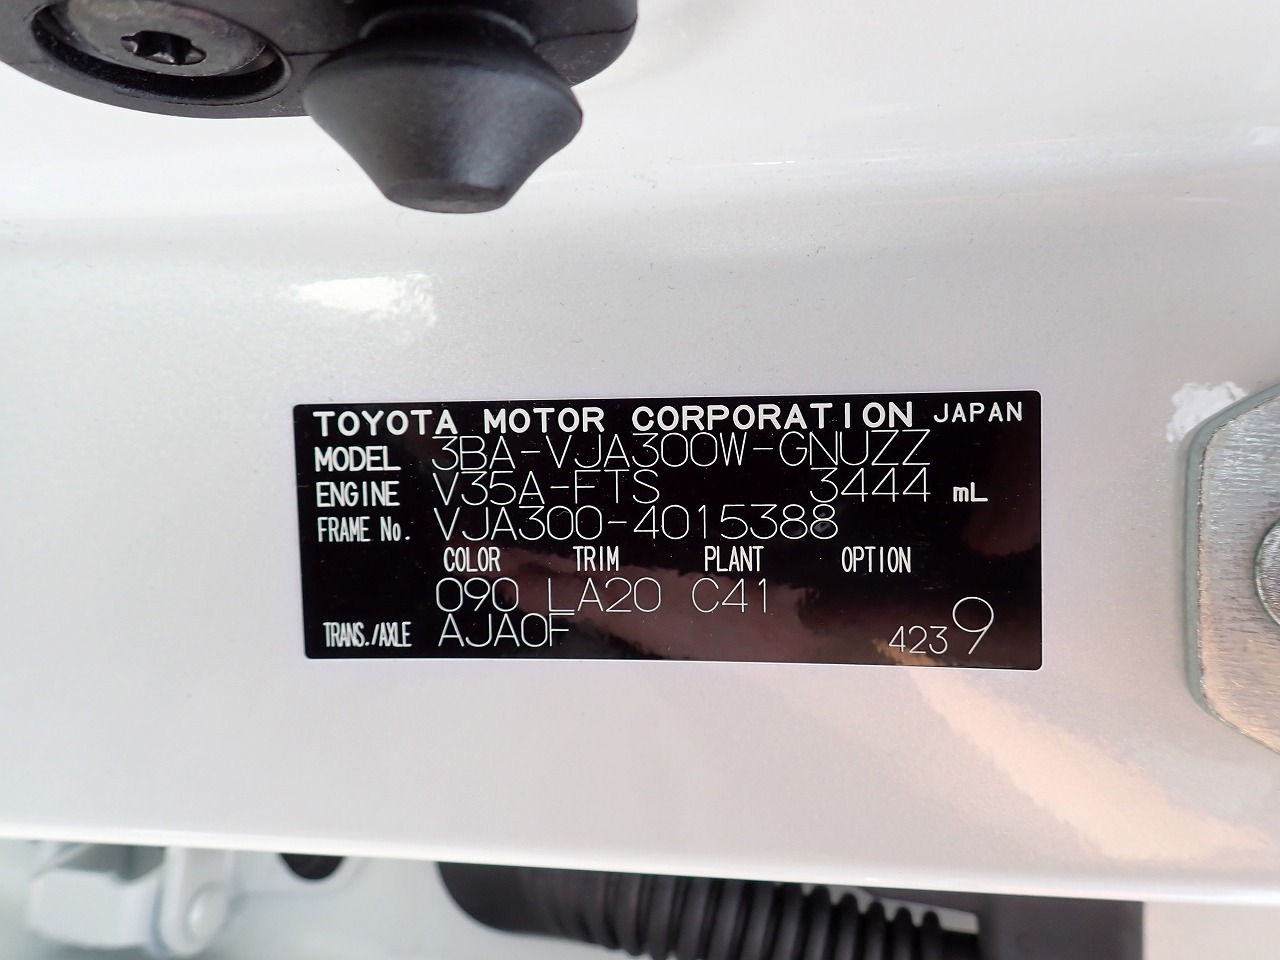 TOYOTA MOTOR CORPORATION JAPAN
MODEL 3BA-VJA300W-GNUZZ
ENGINE V35A-FTS 3444 mL
FRAME No. VJA300-4015388
COLOR TRIM PLANT OPTION
090 LA20 C41
TRANS./AXLE AJA0F 4239